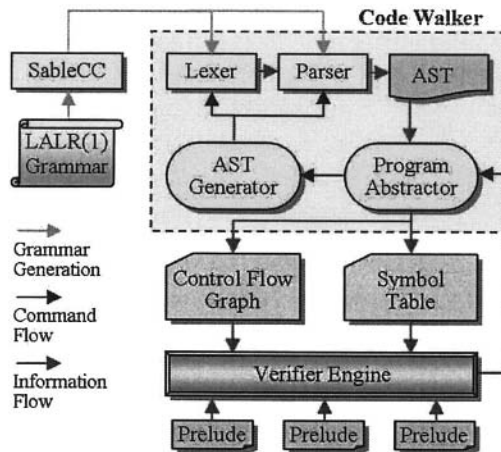 Code Walker
SableCC
Lexer
Parser
AST
LALR(1)
Grammar
AST
Generator
Program
Abstractor
Grammar
Generation
Command
Flow
Information
Flow
Control Flow
Graph
Symbol
Table
Verifier Engine
Prelude
Prelude
Prelude